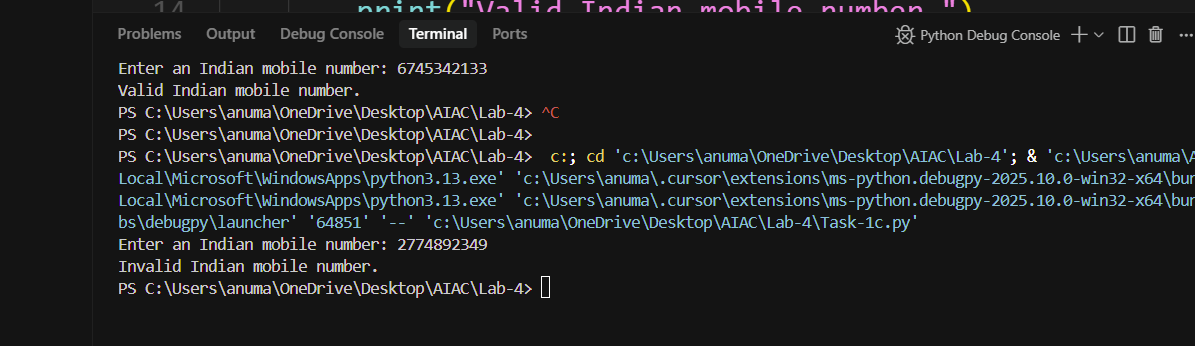 14 print("Valid Indian mobile number.")
Problems Output Debug Console Terminal Ports Python Debug Console
Enter an Indian mobile number: 6745342133
Valid Indian mobile number.
PS C:\Users\anuma\OneDrive\Desktop\AIAC\Lab-4> ^C
PS C:\Users\anuma\OneDrive\Desktop\AIAC\Lab-4>
PS C:\Users\anuma\OneDrive\Desktop\AIAC\Lab-4>  c:; cd 'c:\Users\anuma\OneDrive\Desktop\AIAC\Lab-4'; & 'c:\Users\anuma\A
Local\Microsoft\WindowsApps\python3.13.exe' 'c:\Users\anuma\.cursor\extensions\ms-python.debugpy-2025.10.0-win32-x64\bun
Local\Microsoft\WindowsApps\python3.13.exe' 'c:\Users\anuma\.cursor\extensions\ms-python.debugpy-2025.10.0-win32-x64\bun
bs\debugpy\launcher' '64851' '--' 'c:\Users\anuma\OneDrive\Desktop\AIAC\Lab-4\Task-1c.py'
Enter an Indian mobile number: 2774892349
Invalid Indian mobile number.
PS C:\Users\anuma\OneDrive\Desktop\AIAC\Lab-4>